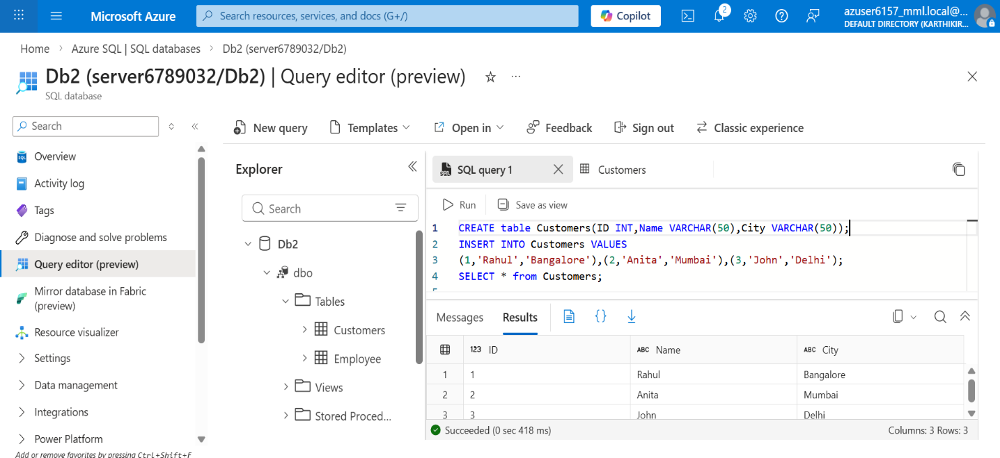 Microsoft Azure
Search resources, services, and docs (G+/)
Copilot
2
azuser6157_mml.local@...
DEFAULT DIRECTORY (KARTHIKIR...
Home
Azure SQL | SQL databases
Db2 (server6789032/Db2)
Db2 (server6789032/Db2) | Query editor (preview)
SQL database
Search
Overview
Activity log
Tags
Diagnose and solve problems
Query editor (preview)
Mirror database in Fabric
(preview)
Resource visualizer
Settings
Data management
Integrations
Power Platform
Add or remove favorites by pressing Ctrl+Shift+F
New query
Templates
Open in
Feedback
Sign out
Classic experience
Explorer
Search
Db2
dbo
Tables
Customers
Employee
Views
Stored Proced...
SQL query 1
Customers
Run
Save as view
1 CREATE table Customers(ID INT,Name VARCHAR(50),City VARCHAR(50));
2 INSERT INTO Customers VALUES
3 (1,'Rahul','Bangalore'),(2,'Anita','Mumbai'),(3,'John','Delhi');
4 SELECT * from Customers;
Messages
Results
123 ID ABC Name ABC City
1 1 Rahul Bangalore
2 2 Anita Mumbai
3 3 John Delhi
Succeeded (0 sec 418 ms)
Columns: 3 Rows: 3